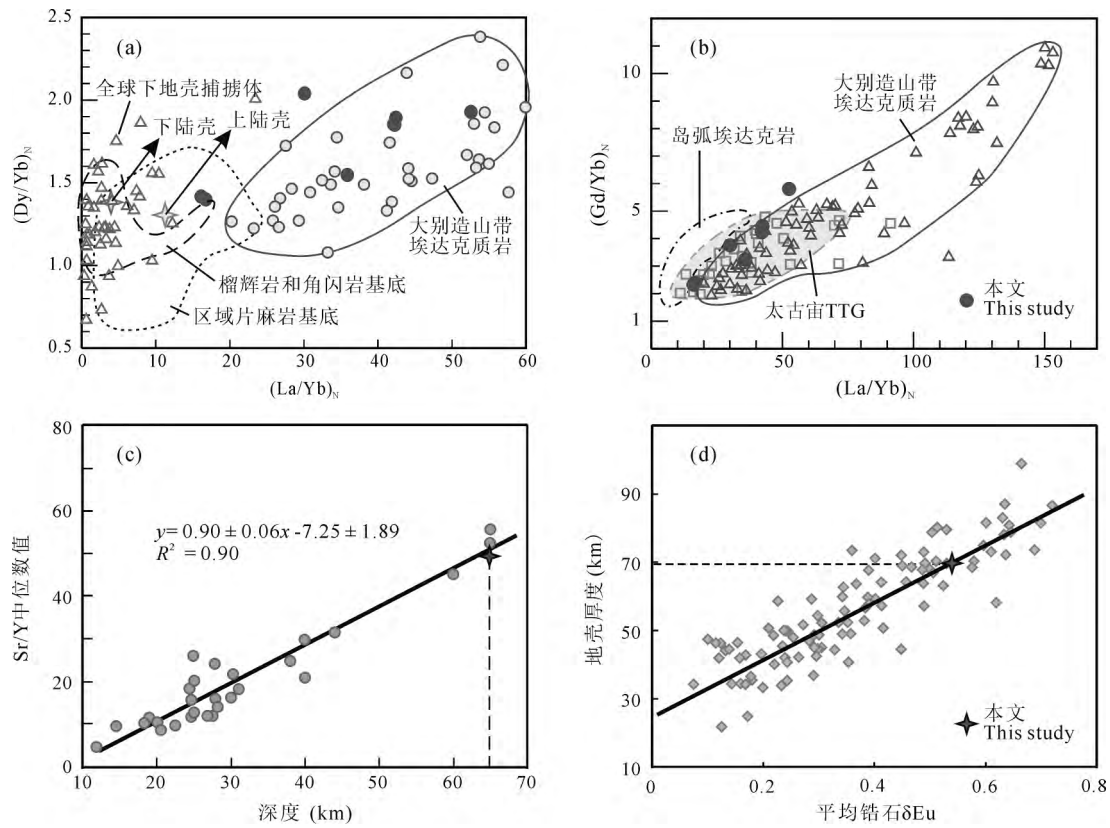 (a)
2.5
2.0
1.5
1.0
0.5
(Dy/Yb)N
全球下地壳捕掳体
下陆壳
上陆壳
大别造山带
埃达克质岩
榴辉岩和角闪岩基底
区域片麻岩基底
0 10 20 30 40 50 60
(La/Yb)N
(b)
10
5
1
(Gd/Yb)N
大别造山带
埃达克质岩
岛弧埃达克岩
太古宙TTG
本文
This study
0 50 100 150
(La/Yb)N
(c)
80
60
40
20
0
Sr/Y中位数值
y= 0.90 ± 0.06x -7.25 ± 1.89
R² = 0.90
10 20 30 40 50 60 70
深度 (km)
(d)
90
70
50
30
10
地壳厚度 (km)
本文
This study
0 0.2 0.4 0.6 0.8
平均锆石δEu